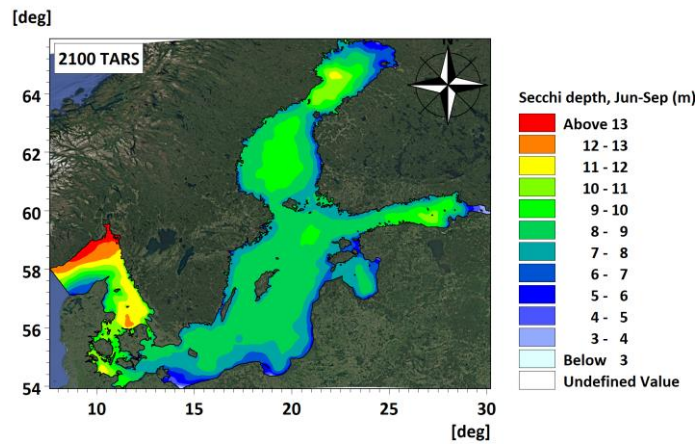 [deg]
2100 TARS
64
62
60
58
56
54
10
15
20
25
30
[deg]
Secchi depth, Jun-Sep (m)
Above 13
12 - 13
11 - 12
10 - 11
9 - 10
8 - 9
7 - 8
6 - 7
5 - 6
4 - 5
3 - 4
Below 3
Undefined Value